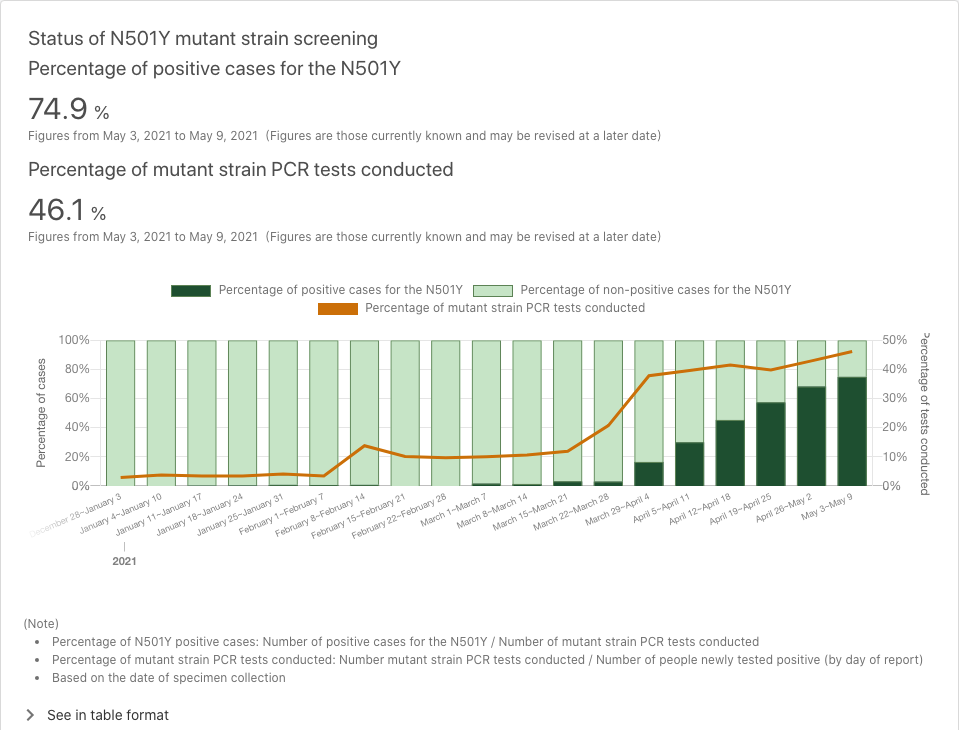 Status of N501Y mutant strain screening
Percentage of positive cases for the N501Y
74.9 %
Figures from May 3, 2021 to May 9, 2021 (Figures are those currently known and may be revised at a later date)
Percentage of mutant strain PCR tests conducted
46.1 %
Figures from May 3, 2021 to May 9, 2021 (Figures are those currently known and may be revised at a later date)
Percentage of positive cases for the N501Y
Percentage of non-positive cases for the N501Y
Percentage of mutant strain PCR tests conducted
Percentage of cases
100%
80%
60%
40%
20%
0%
50%
40%
30%
20%
10%
0%
Percentage of tests conducted
December 28~January 3
January 4~January 10
January 11~January 17
January 18~January 24
January 25~January 31
February 1~February 7
February 8~February 14
February 15~February 21
February 22~February 28
March 1~March 7
March 8~March 14
March 15~March 21
March 22~March 28
March 29~April 4
April 5~April 11
April 12~April 18
April 19~April 25
April 26~May 2
May 3~May 9
2021
(Note)
• Percentage of N501Y positive cases: Number of positive cases for the N501Y / Number of mutant strain PCR tests conducted
• Percentage of mutant strain PCR tests conducted: Number mutant strain PCR tests conducted / Number of people newly tested positive (by day of report)
• Based on the date of specimen collection
See in table format